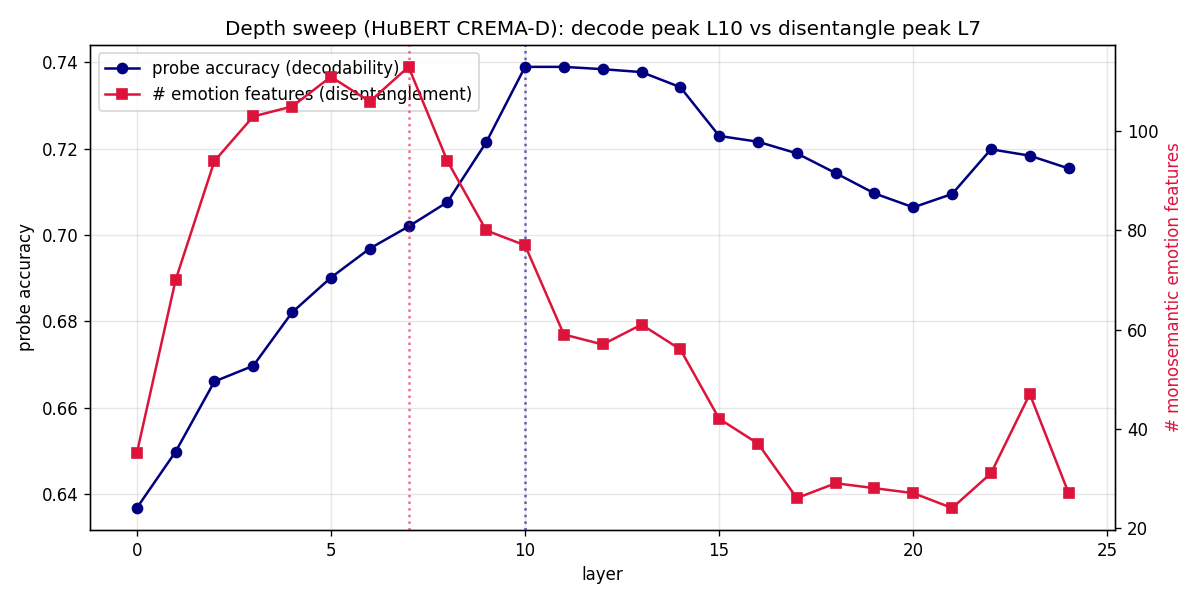 Depth sweep (HuBERT CREMA-D): decode peak L10 vs disentangle peak L7
probe accuracy (decodability)
# emotion features (disentanglement)
0.74
0.72
0.70
0.68
0.66
0.64
probe accuracy
100
80
60
40
20
# monosemantic emotion features
0 5 10 15 20 25
layer